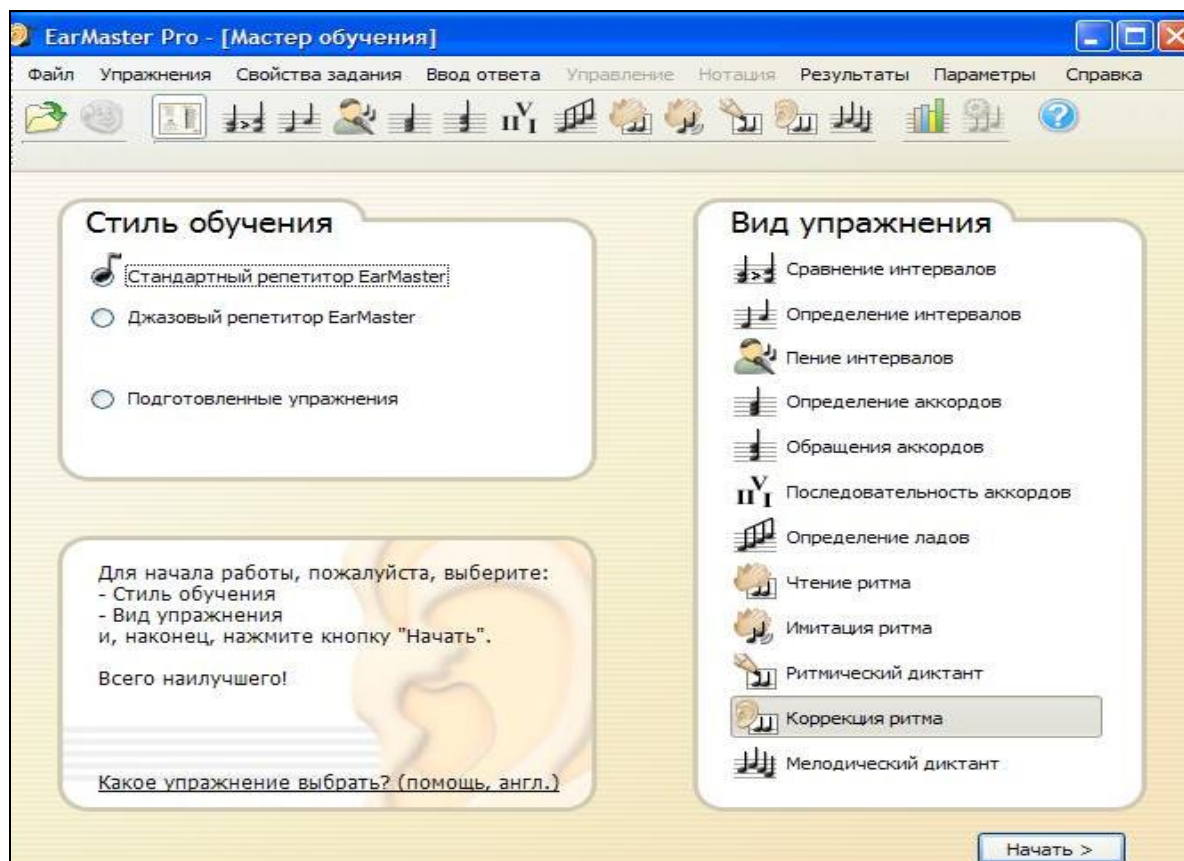 EarMaster Pro - [Мастер обучения]
Файл Упражнения Свойства задания Ввод ответа Управление Нотация Результаты Параметры Справка
Стиль обучения
Стандартный репетитор EarMaster
Джазовый репетитор EarMaster
Подготовленные упражнения
Для начала работы, пожалуйста, выберите:
- Стиль обучения
- Вид упражнения
и, наконец, нажмите кнопку "Начать".
Всего наилучшего!
Какое упражнение выбрать? (помощь, англ.)
Вид упражнения
Сравнение интервалов
Определение интервалов
Пение интервалов
Определение аккордов
Обращения аккордов
II V I Последовательность аккордов
Определение ладов
Чтение ритма
Имитация ритма
Ритмический диктант
Коррекция ритма
Мелодический диктант
Начать >